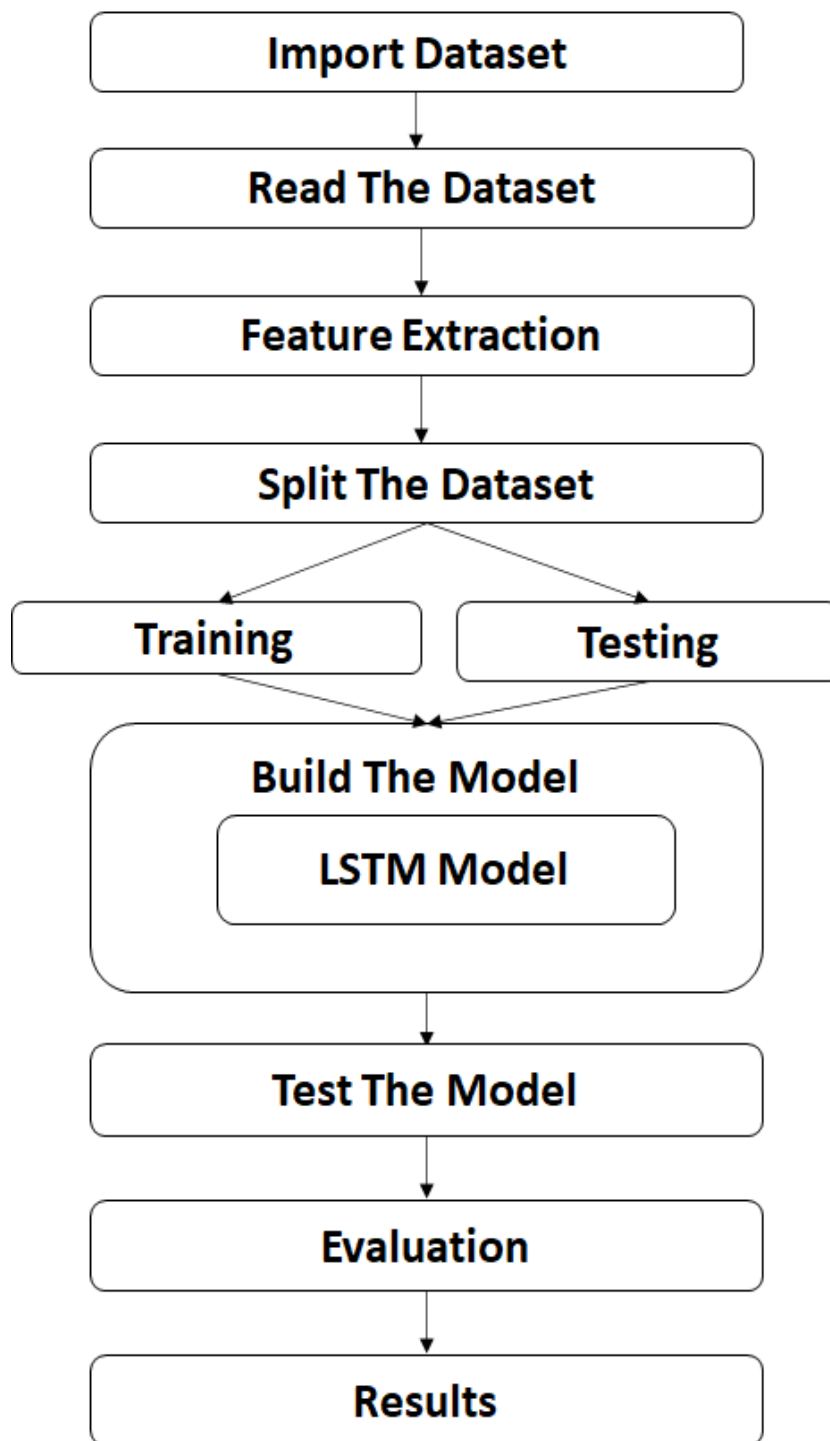 Import Dataset
Read The Dataset
Feature Extraction
Split The Dataset
Training
Testing
Build The Model
LSTM Model
Test The Model
Evaluation
Results